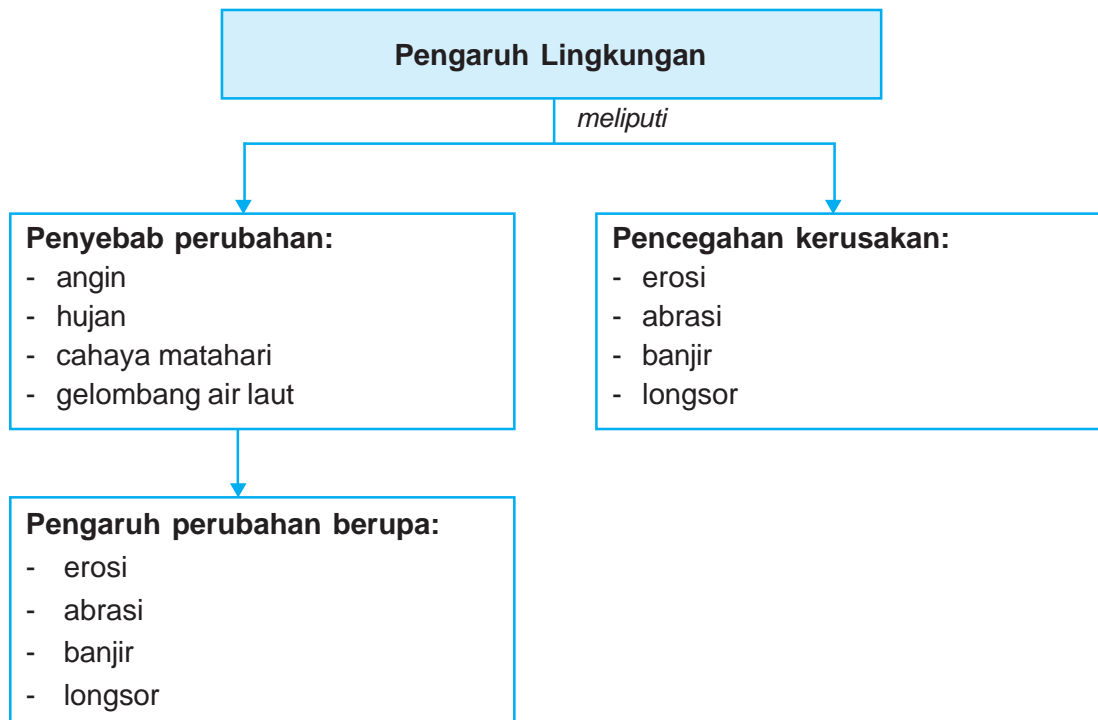 Pengaruh Lingkungan
meliputi
Penyebab perubahan:
- angin
- hujan
- cahaya matahari
- gelombang air laut
Pencegahan kerusakan:
- erosi
- abrasi
- banjir
- longsor
Pengaruh perubahan berupa:
- erosi
- abrasi
- banjir
- longsor